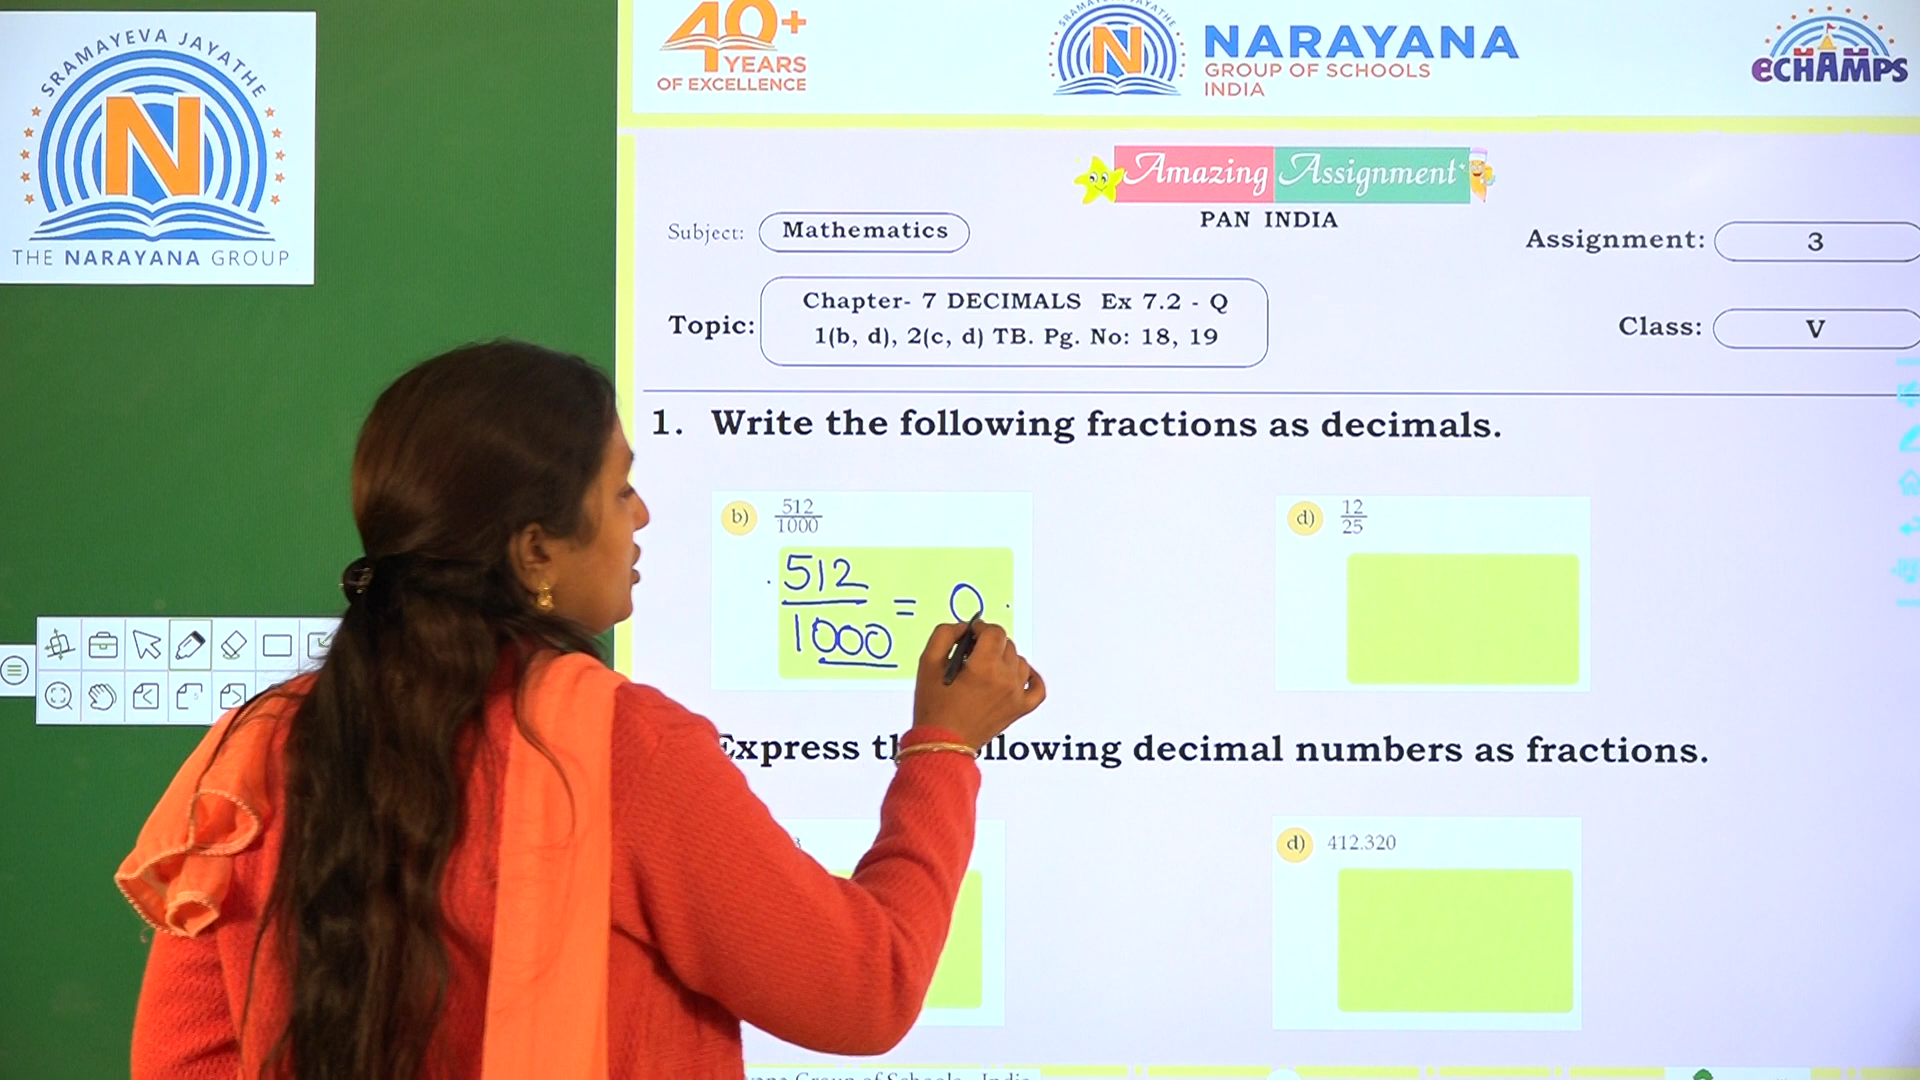 SRAMAYEVA JAYATHE
N
THE NARAYANA GROUP
40+
YEARS
OF EXCELLENCE
N
NARAYANA
GROUP OF SCHOOLS
INDIA
eCHAMPS
Amazing Assignment
PAN INDIA
Subject: Mathematics
Assignment: 3
Topic: Chapter- 7 DECIMALS Ex 7.2 - Q
1(b, d), 2(c, d) TB. Pg. No: 18, 19
Class: V
1. Write the following fractions as decimals.
b) 512/1000
d) 12/25
512/1000 = 0
Express th llowing decimal numbers as fractions.
3
d) 412.320